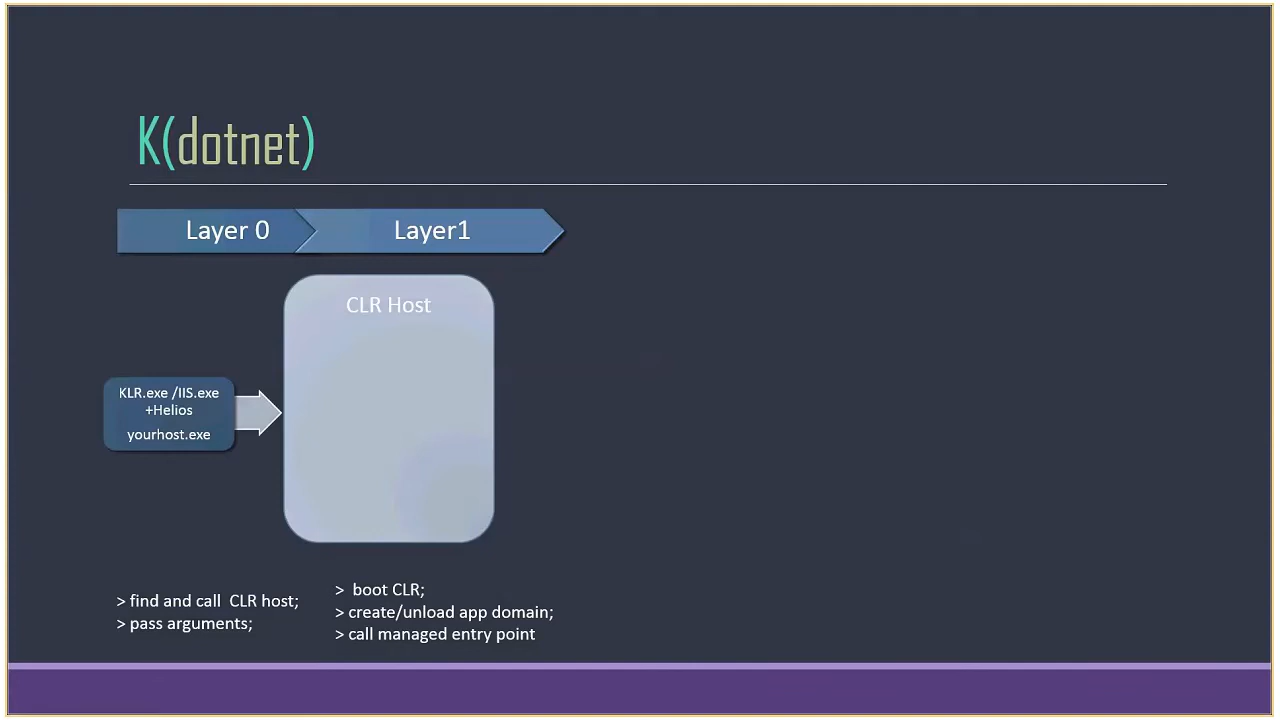 K(dotnet)
Layer 0
Layer1
CLR Host
KLR.exe /IIS.exe
+Helios
yourhost.exe
> find and call CLR host;
> pass arguments;
> boot CLR;
> create/unload app domain;
> call managed entry point